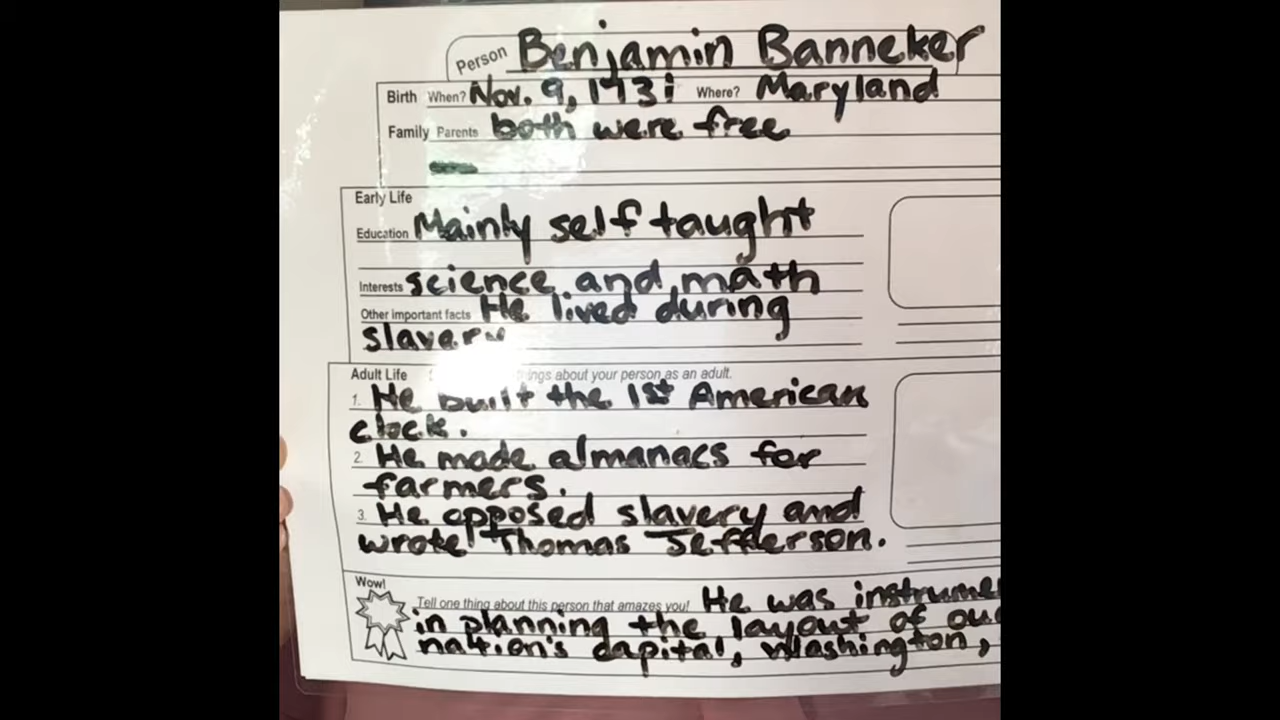 Person Benjamin Banneker
Birth When? Nov. 9, 1731 Where? Maryland
Family Parents both were free
Early Life
Education Mainly self taught
Interests science and math
Other important facts He lived during
slavery
Adult Life things about your person as an adult.
1. He built the 1st American
clock.
2. He made almanacs for
farmers.
3. He opposed slavery and
wrote Thomas Jefferson.
Wow!
Tell one thing about this person that amazes you! He was
in planning the layout of
nation's capital, Washington,